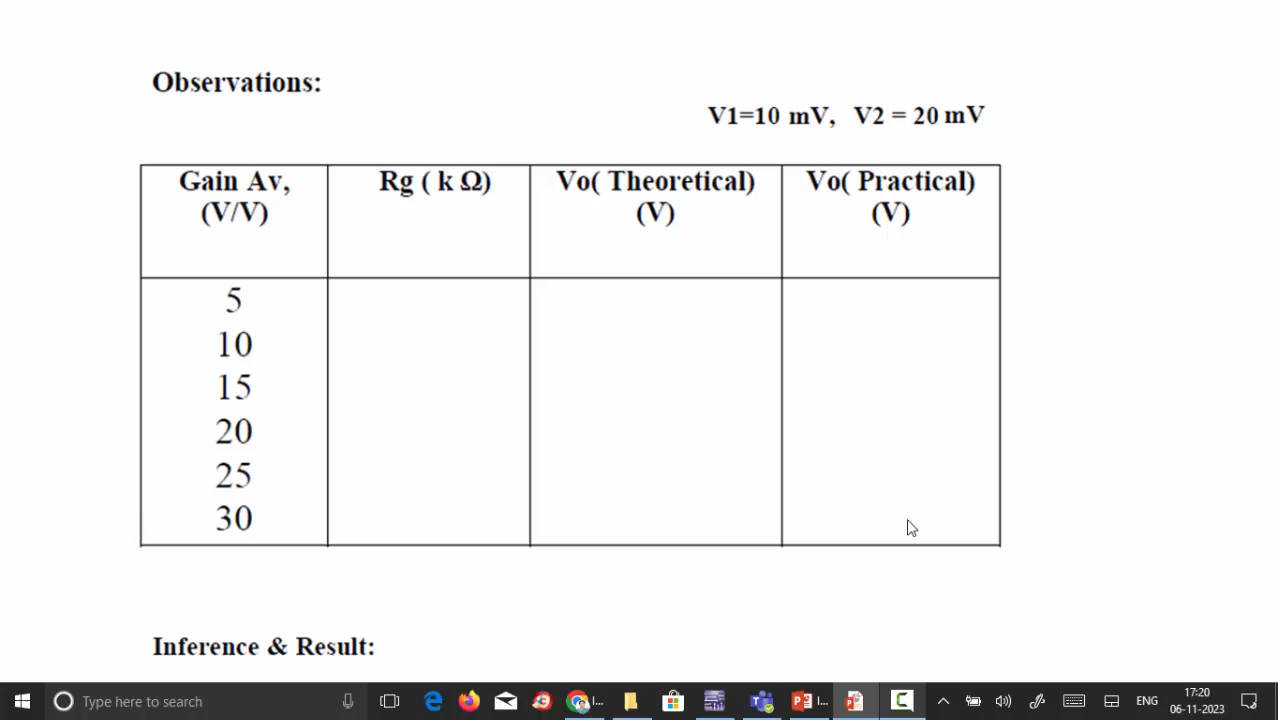 Observations:
V1=10 mV, V2 = 20 mV
Gain Av, (V/V)
Rg ( k Ω)
Vo( Theoretical) (V)
Vo( Practical) (V)
5
10
15
20
25
30
Inference & Result:
Type here to search
I...
I...
ENG
17:20
06-11-2023